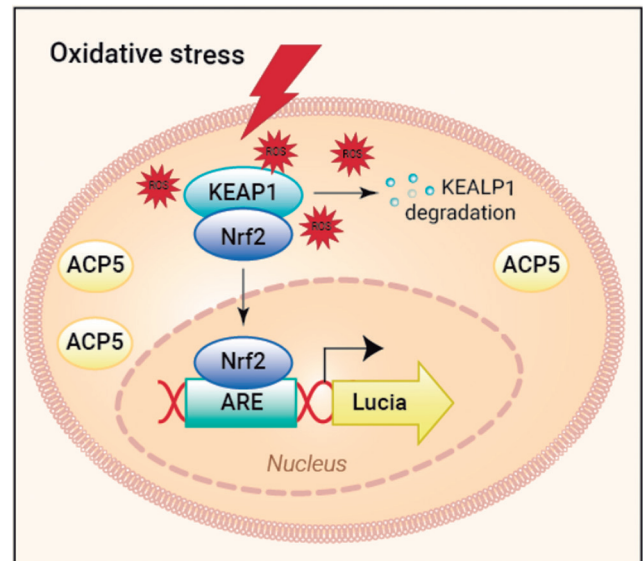 Oxidative stress
ROS
ROS
ROS
KEAP1
KEALP1
degradation
ROS
Nrf2
ACP5
ACP5
ACP5
Nrf2
ARE
Lucia
Nucleus